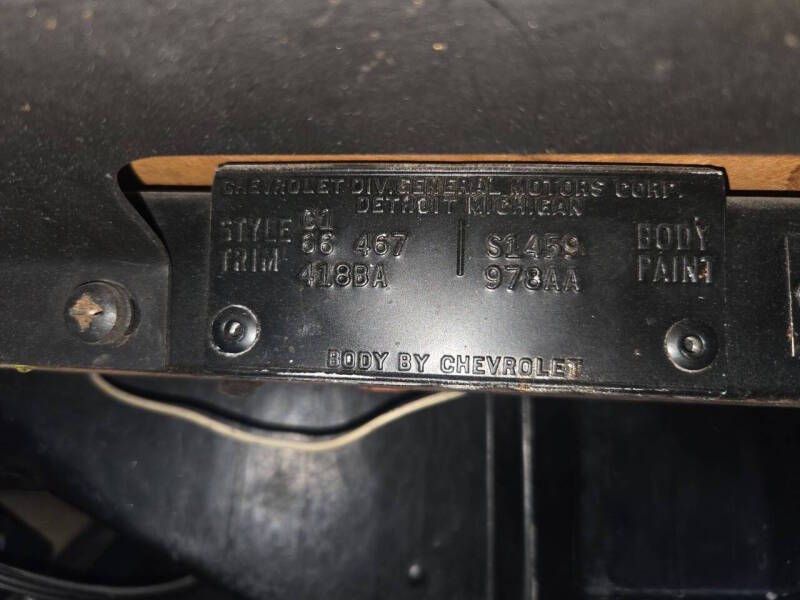 CHEVROLET DIV. GENERAL MOTORS CORP.
DETROIT MICHIGAN
C1
STYLE 66 467 S1459 BODY
TRIM 418BA 978AA PAINT
BODY BY CHEVROLET